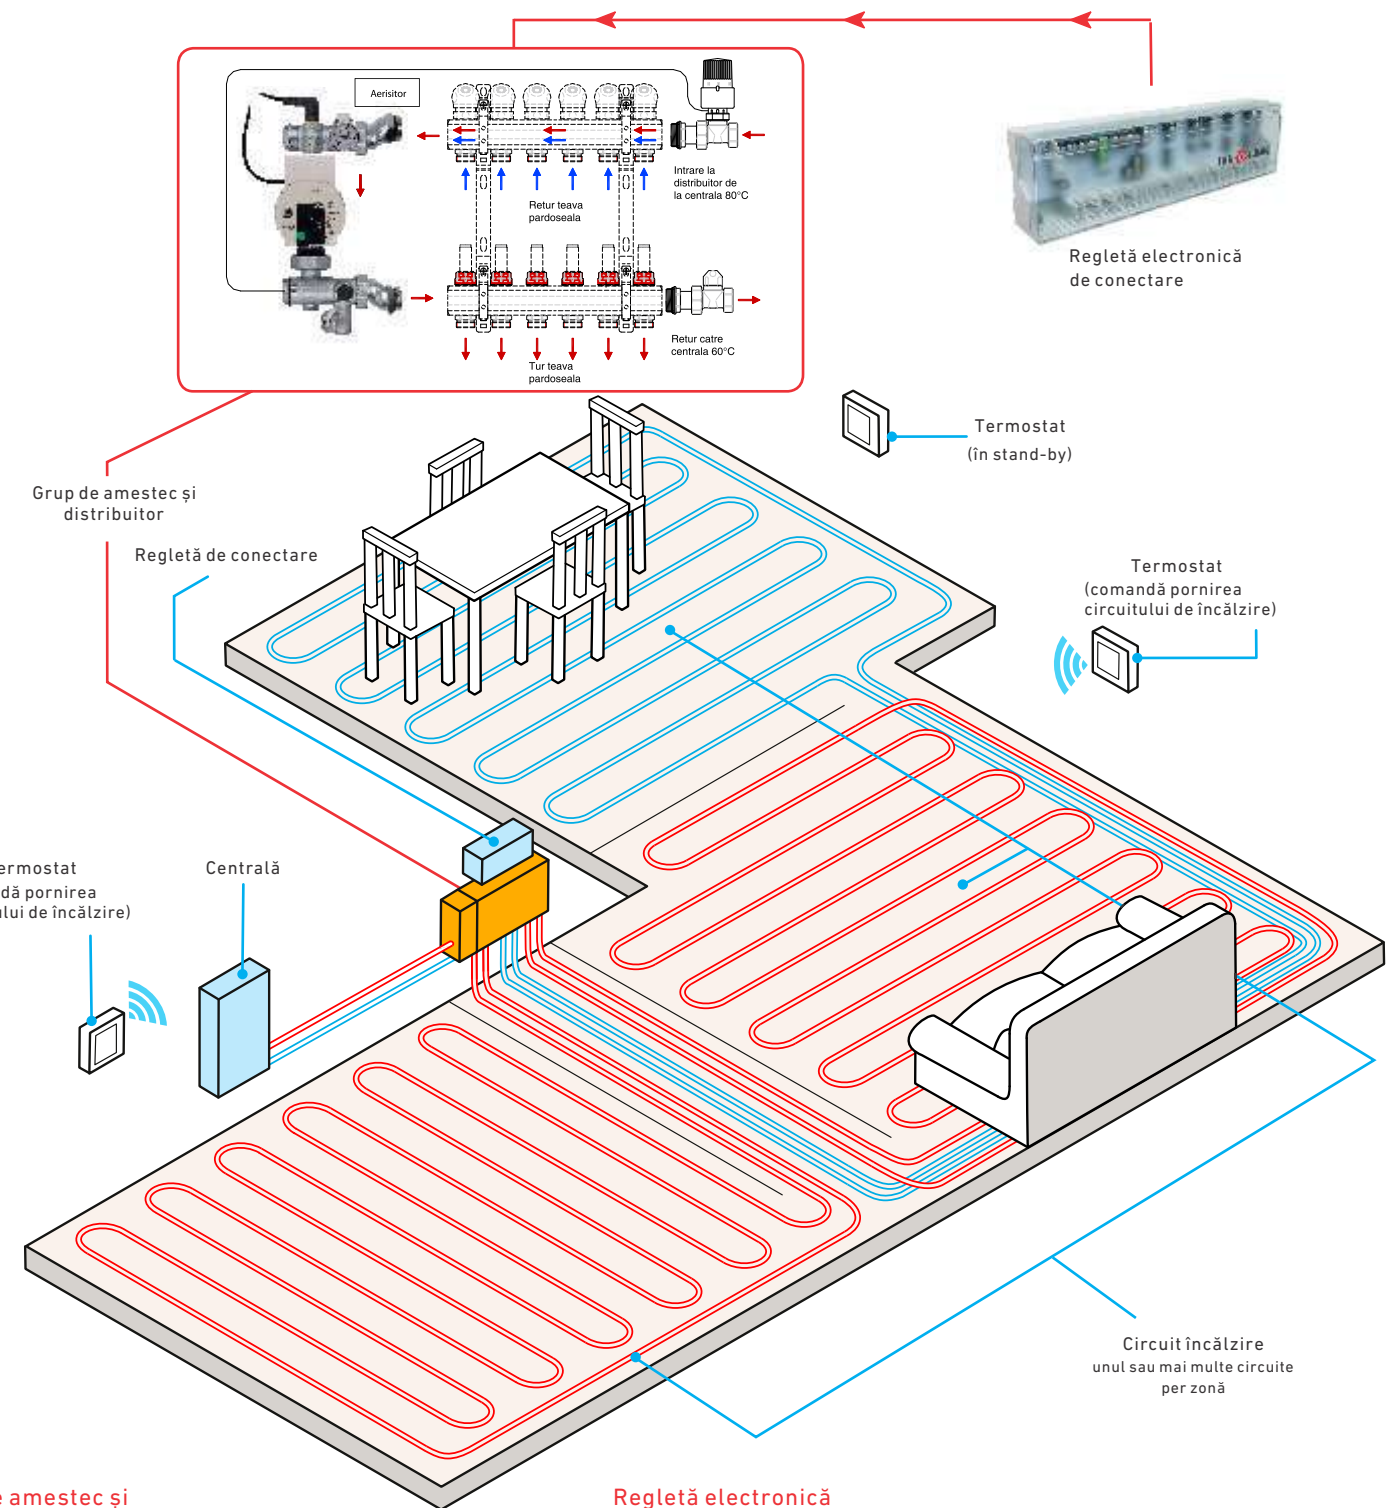 Aerisitor
Intrare la
distribuitor de
la centrala 80°C
Retur teava
pardoseala
Retur catre
centrala 60°C
Tur teava
pardoseala
Regletă electronică
de conectare
Termostat
(în stand-by)
Grup de amestec și
distribuitor
Regletă de conectare
Termostat
(comandă pornirea
circuitului de încălzire)
ermostat
dă pornirea
ului de încălzire)
Centrală
Circuit încălzire
unul sau mai multe circuite
per zonă
e amestec și
Regletă electronică